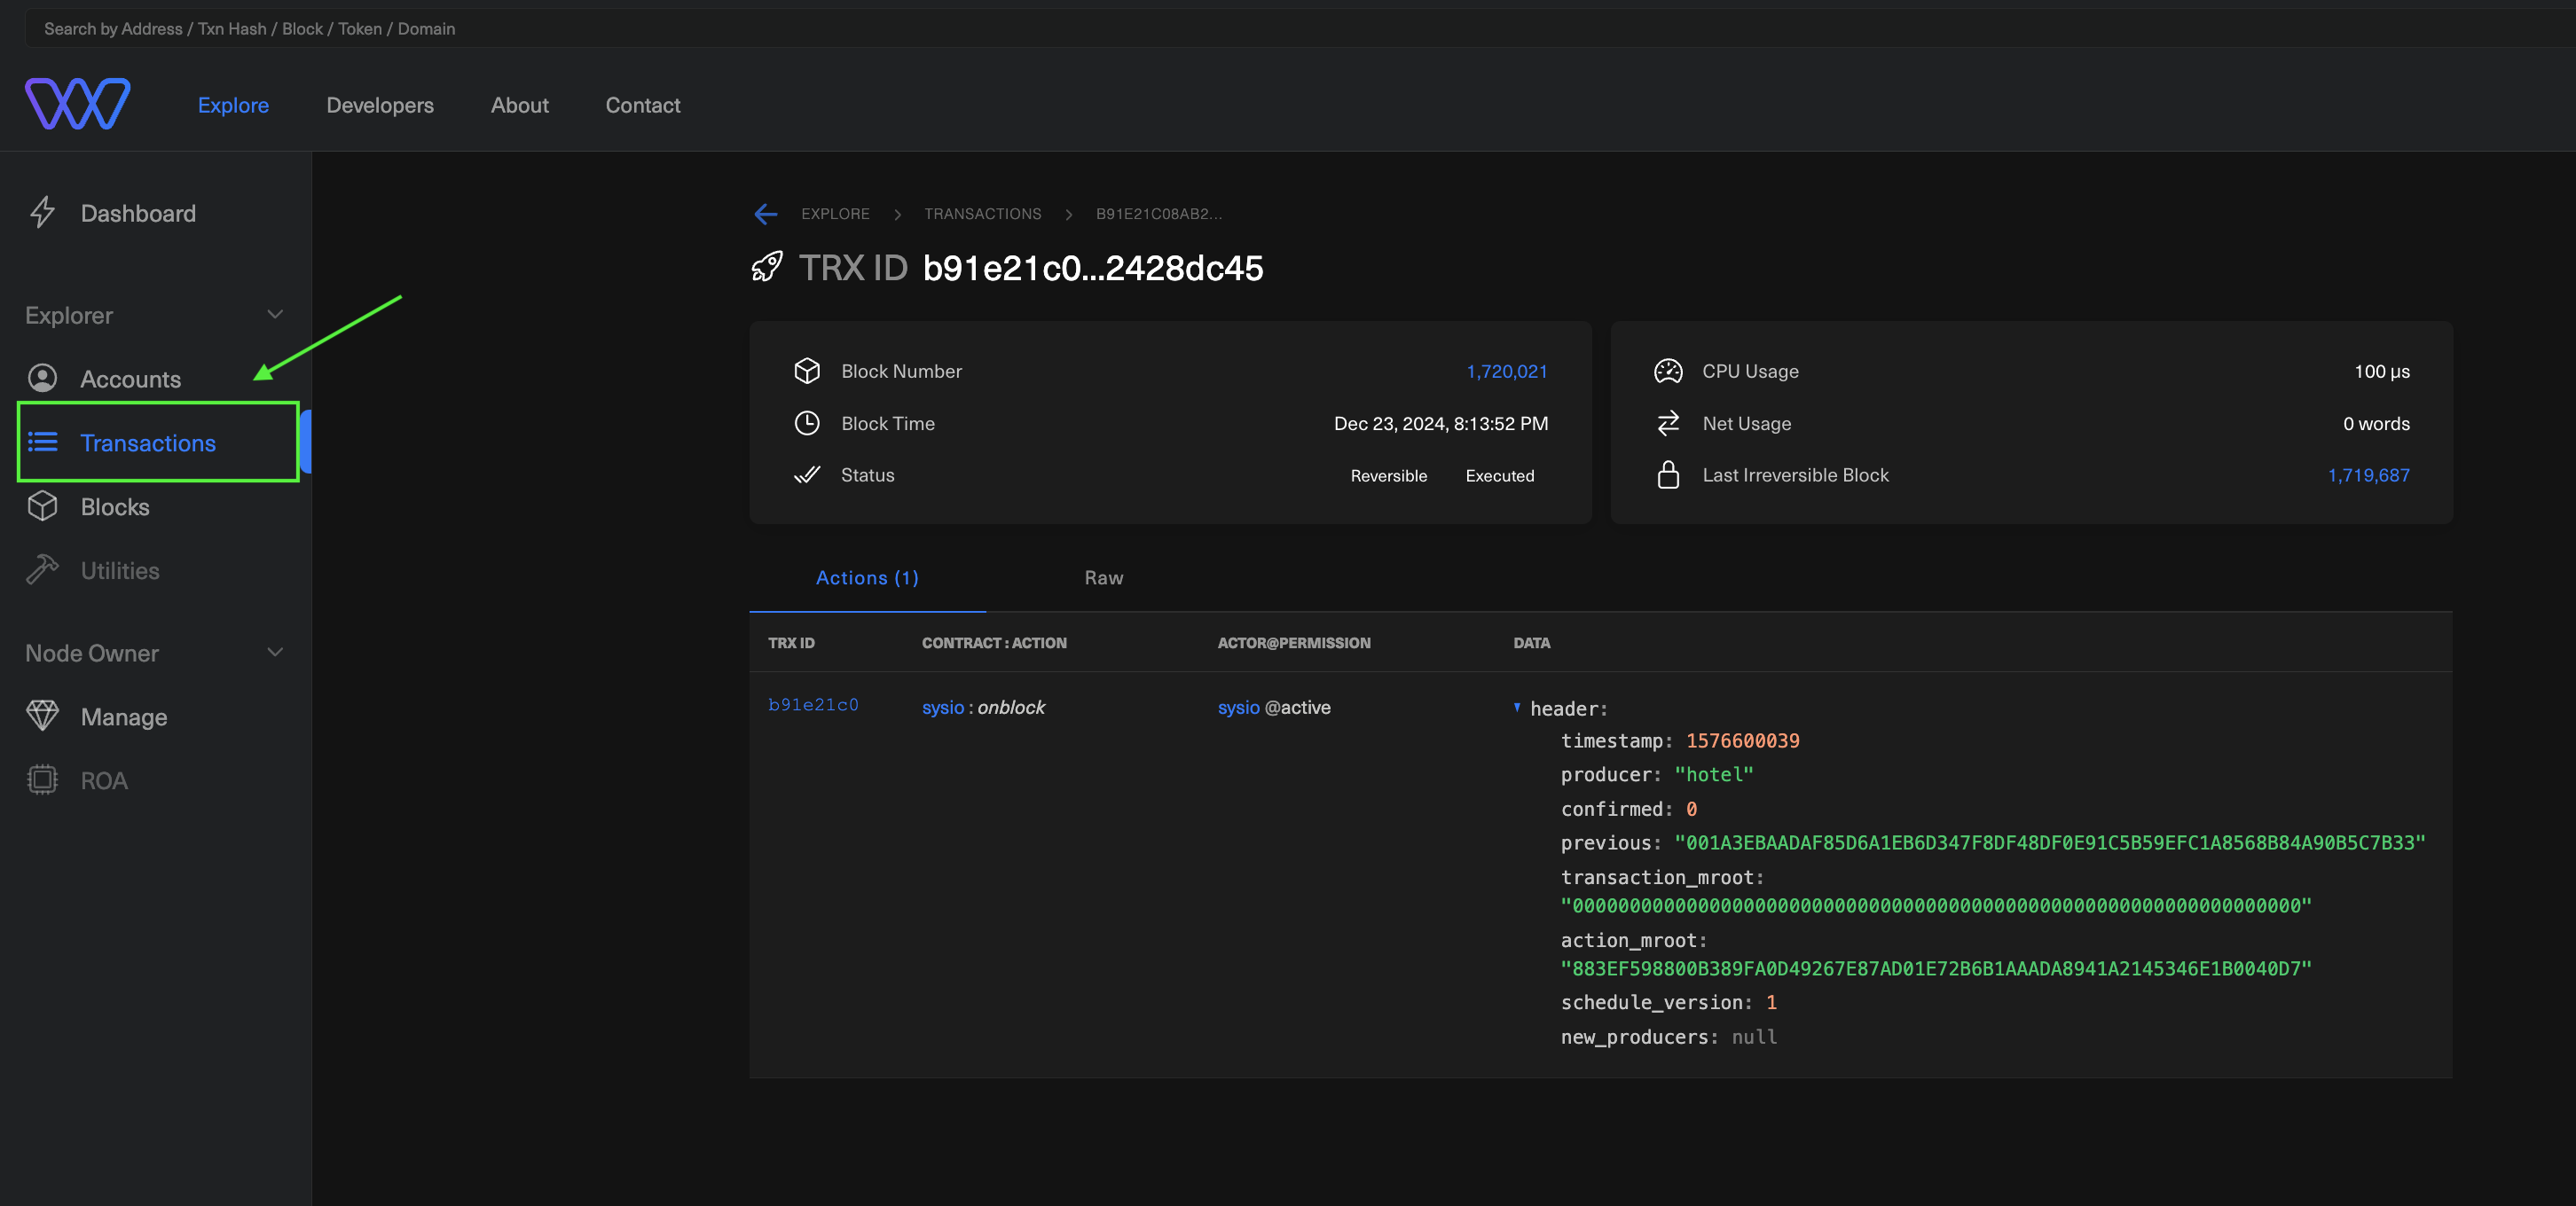 Search by Address / Txn Hash / Block / Token / Domain
Explore Developers About Contact
Dashboard
Explorer
Accounts
Transactions
Blocks
Utilities
Node Owner
Manage
ROA
EXPLORE > TRANSACTIONS > B91E21C08AB2...
TRX ID b91e21c0...2428dc45
Block Number 1,720,021
Block Time Dec 23, 2024, 8:13:52 PM
Status Reversible Executed
CPU Usage 100 µs
Net Usage 0 words
Last Irreversible Block 1,719,687
Actions (1) Raw
TRX ID CONTRACT : ACTION ACTOR@PERMISSION DATA
b91e21c0 sysio : onblock sysio @active header:
timestamp: 1576600039
producer: "hotel"
confirmed: 0
previous: "001A3EBAADAF85D6A1EB6D347F8DF48DF0E91C5B59EFC1A8568B84A90B5C7B33"
transaction_mroot:
"0000000000000000000000000000000000000000000000000000000000000000"
action_mroot:
"883EF598800B389FA0D49267E87AD01E72B6B1AAADA8941A2145346E1B0040D7"
schedule_version: 1
new_producers: null